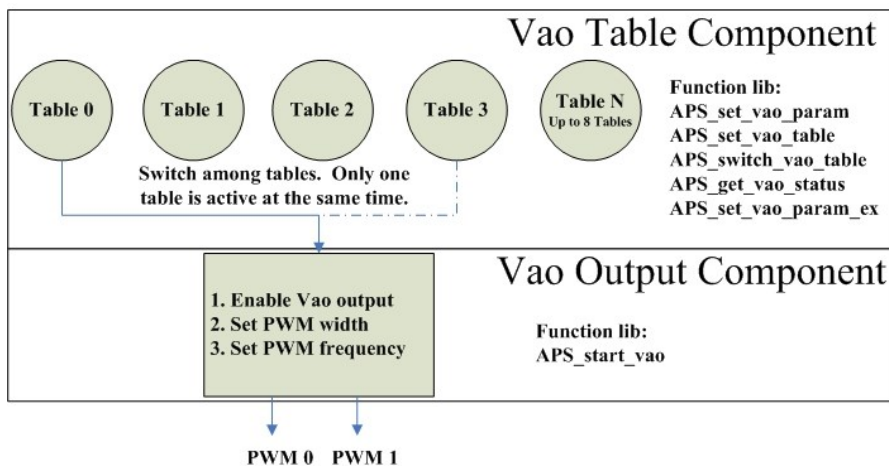 Vao Table Component
Table 0
Table 1
Table 2
Table 3
Table N
Up to 8 Tables
Function lib:
APS_set_vao_param
APS_set_vao_table
APS_switch_vao_table
APS_get_vao_status
APS_set_vao_param_ex
Switch among tables. Only one
table is active at the same time.
Vao Output Component
1. Enable Vao output
2. Set PWM width
3. Set PWM frequency
Function lib:
APS_start_vao
PWM 0 PWM 1